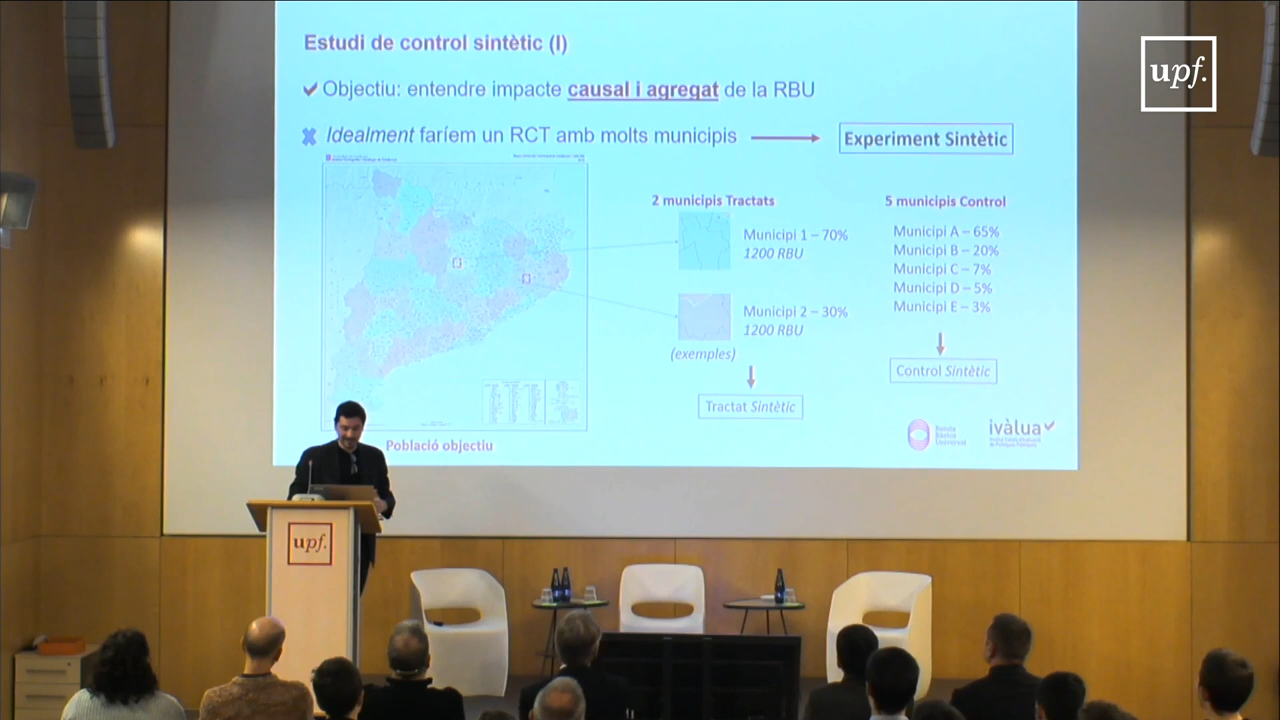 Estudi de control sintètic (I)
Objectiu: entendre impacte causal i agregat de la RBU
Idealment faríem un RCT amb molts municipis
Experiment Sintètic
2 municipis Tractats
Municipi 1 – 70%
1200 RBU
Municipi 2 – 30%
1200 RBU
(exemples)
Tractat Sintètic
5 municipis Control
Municipi A – 65%
Municipi B – 20%
Municipi C – 7%
Municipi D – 5%
Municipi E – 3%
Control Sintètic
Població objectiu
Renda
Bàsica
Universal
ivàlua
upf.
upf.